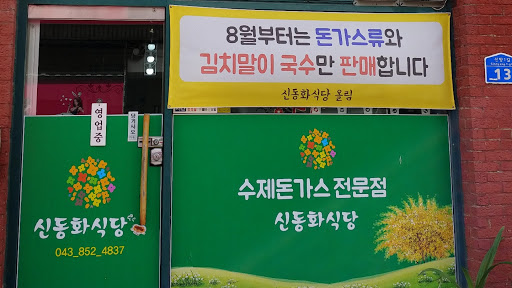 8월부터는 돈가스류와
김치말이 국수만 판매합니다
신동화식당 올림
13
영업중
수제돈가스 전문점
신동화식당
신동화식당
043_852_4837